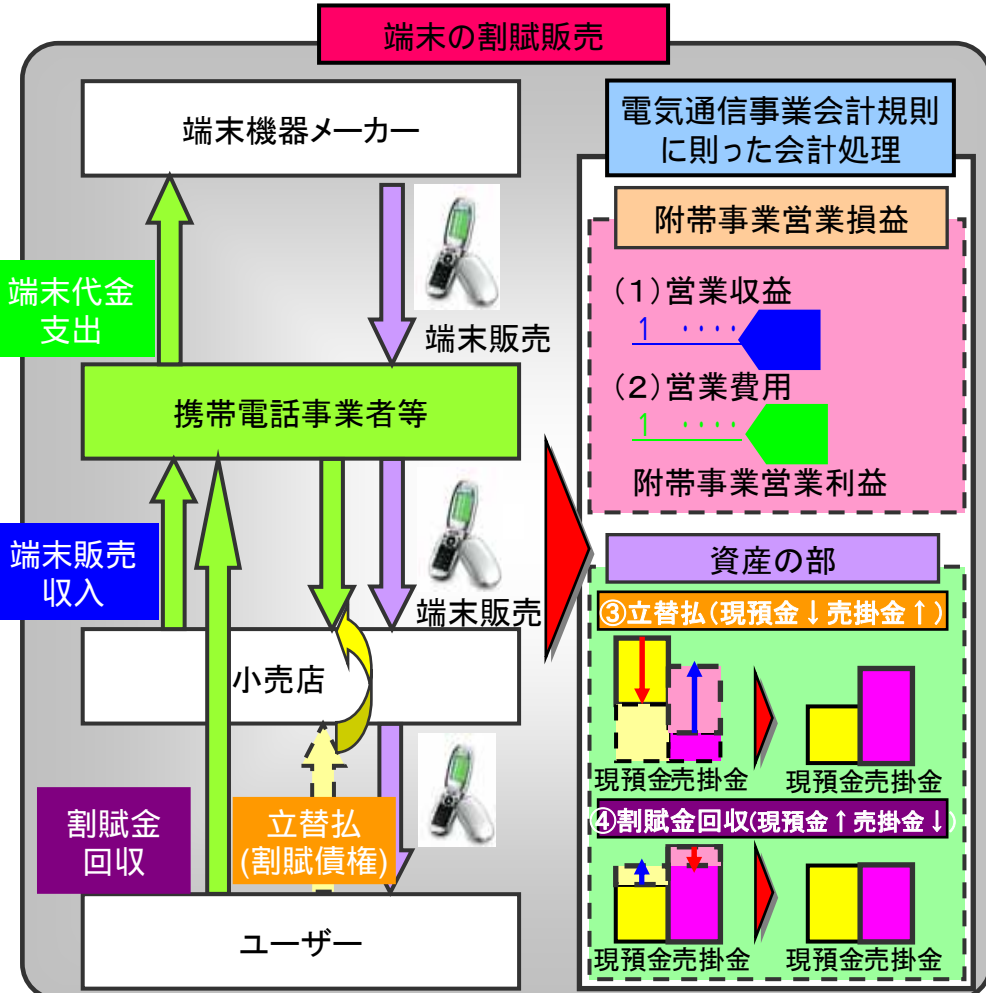 端末の割賦販売
端末機器メーカー
端末代金
支出
端末販売
携帯電話事業者等
端末販売
収入
端末販売
小売店
割賦金
回収
立替払
(割賦債権)
ユーザー
電気通信事業会計規則
に則った会計処理
附帯事業営業損益
(1)営業収益
1 ‥‥
(2)営業費用
1 ‥‥
附帯事業営業利益
資産の部
③立替払(現預金↓売掛金↑)
現預金売掛金 現預金売掛金
④割賦金回収(現預金↑売掛金↓)
現預金売掛金 現預金売掛金